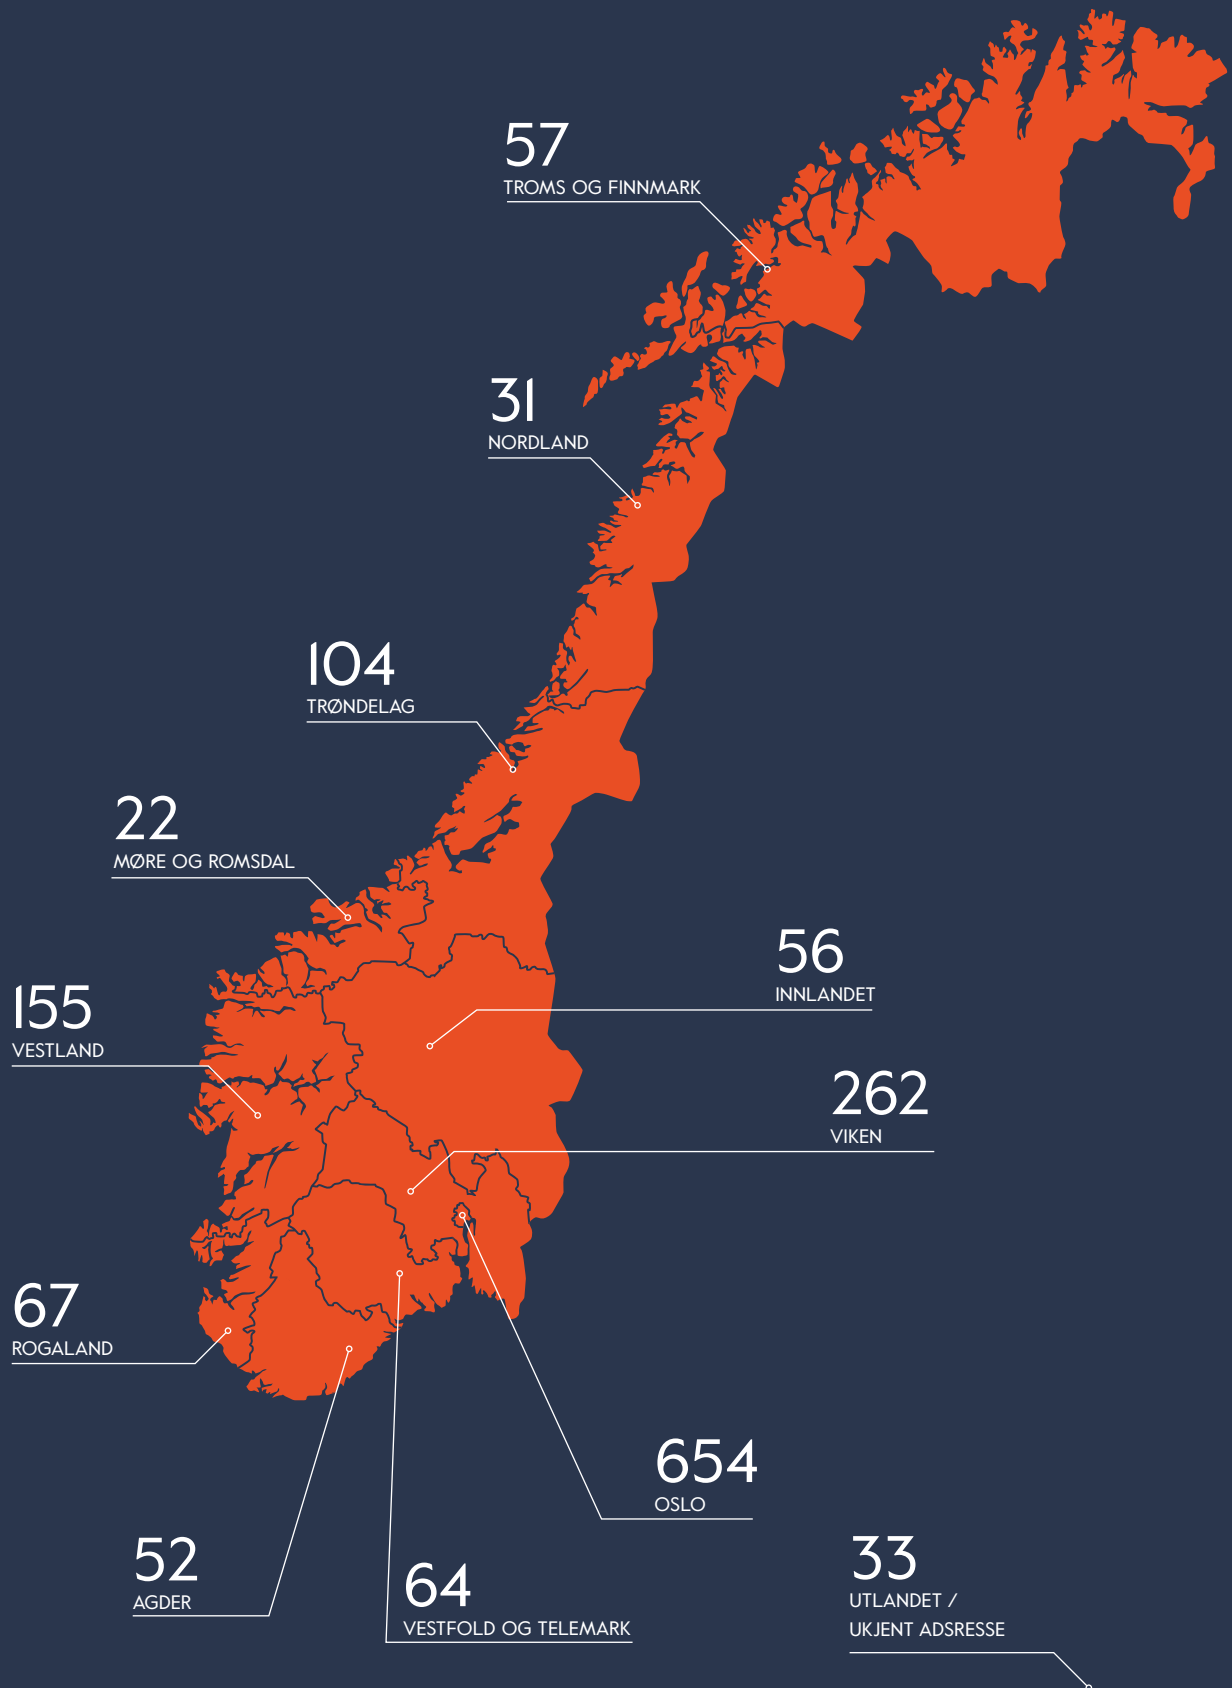 57
TROMS OG FINNMARK
31
NORDLAND
104
TRØNDELAG
22
MØRE OG ROMSDAL
56
INNLANDET
155
VESTLAND
262
VIKEN
67
ROGALAND
654
OSLO
52
AGDER
64
VESTFOLD OG TELEMARK
33
UTLANDET /
UKJENT ADSRESSE